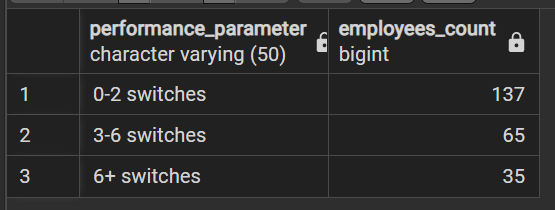 performance_parameter employees_count
character varying (50) bigint
1 0-2 switches 137
2 3-6 switches 65
3 6+ switches 35